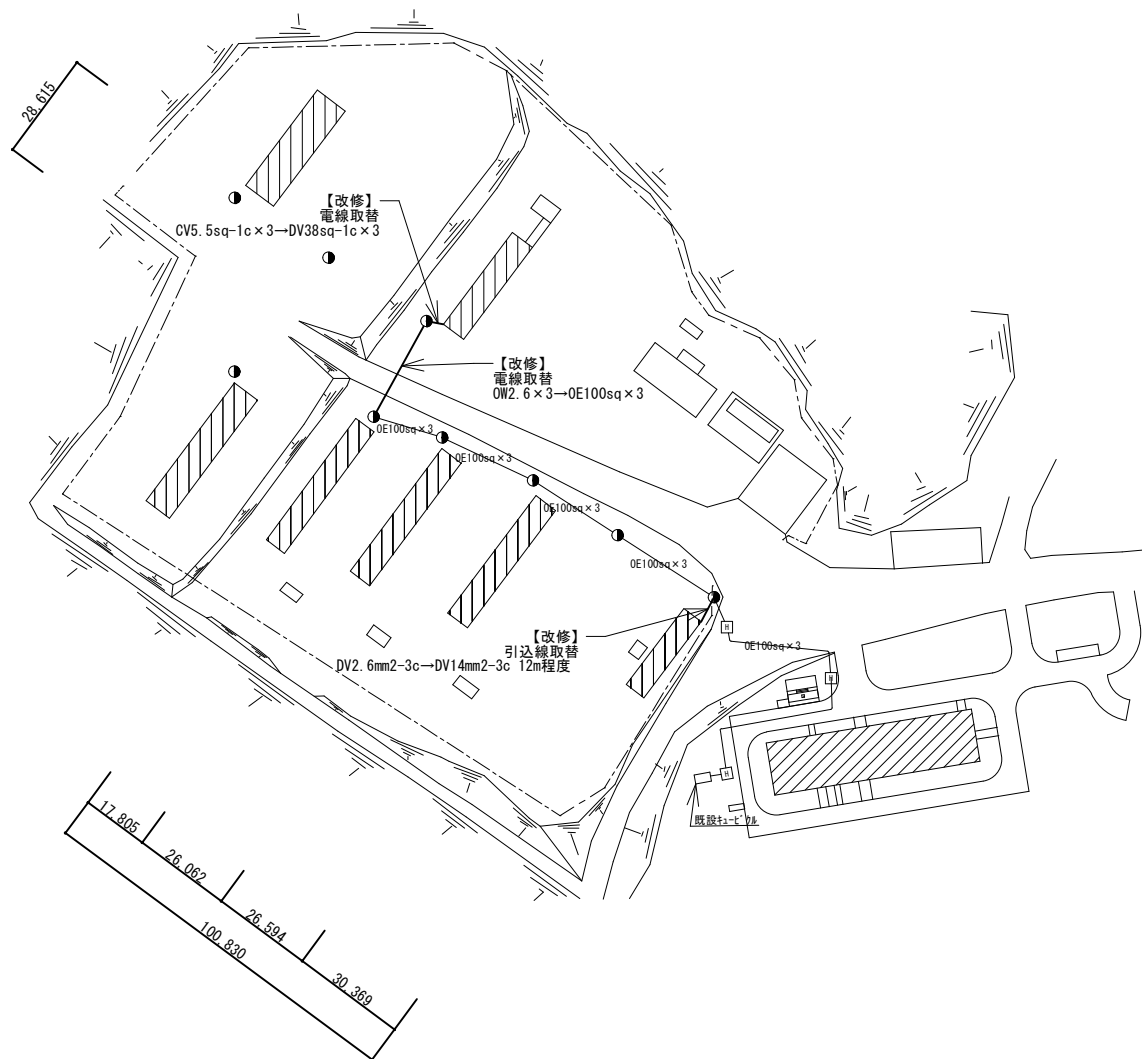 28,615
【改修】
電線取替
CV5.5sq-1c×3→DV38sq-1c×3
【改修】
電線取替
OW2.6×3→OE100sq×3
OE100sq×3
OE100sq×3
OE100sq×3
OE100sq×3
【改修】
引込線取替
DV2.6mm2-3c→DV14mm2-3c 12m程度
H
OE100sq×3
H
H
既設ｷｭｰﾋﾞｸﾙ
17,805
26,062
26,594
30,369
100,830